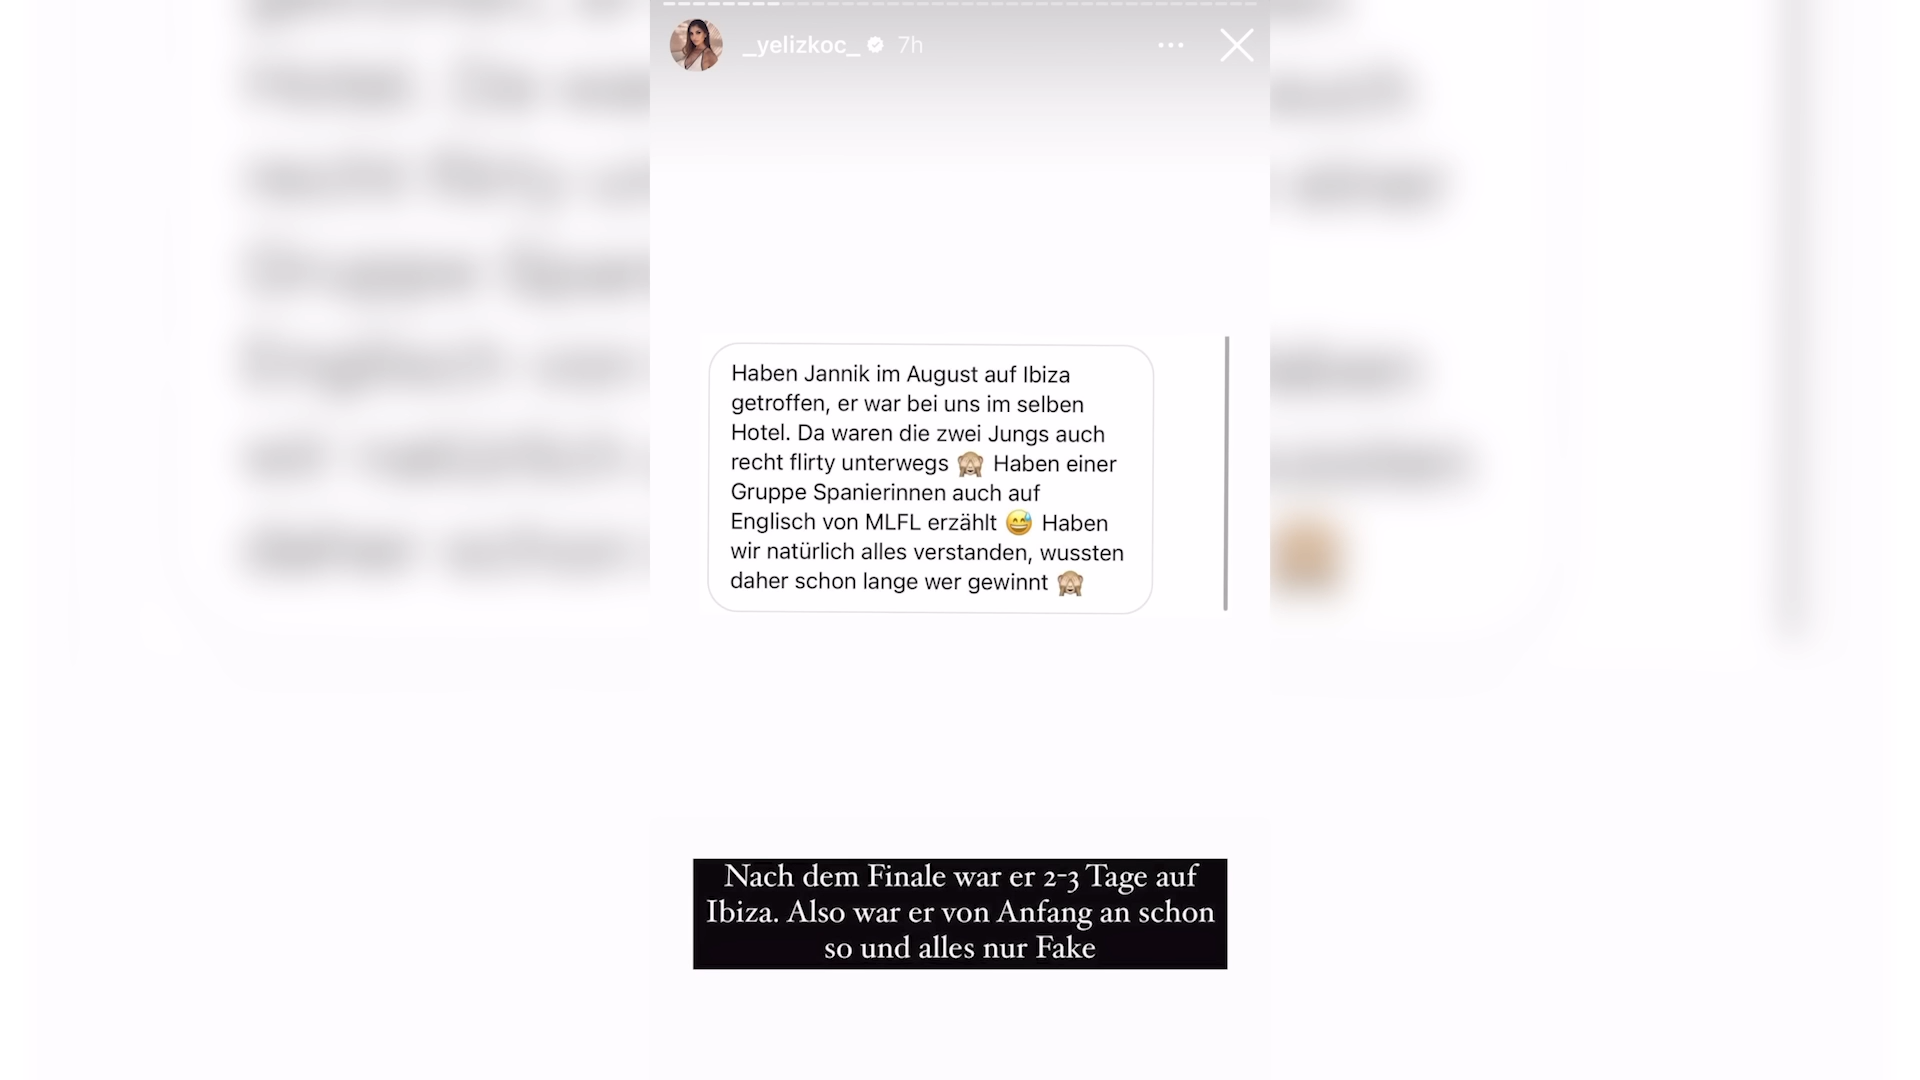 _yelizkoc_ 7h
Haben Jannik im August auf Ibiza
getroffen, er war bei uns im selben
Hotel. Da waren die zwei Jungs auch
recht flirty unterwegs 🙈 Haben einer
Gruppe Spanierinnen auch auf
Englisch von MLFL erzählt 😅 Haben
wir natürlich alles verstanden, wussten
daher schon lange wer gewinnt 🙈
Nach dem Finale war er 2-3 Tage auf
Ibiza. Also war er von Anfang an schon
so und alles nur Fake